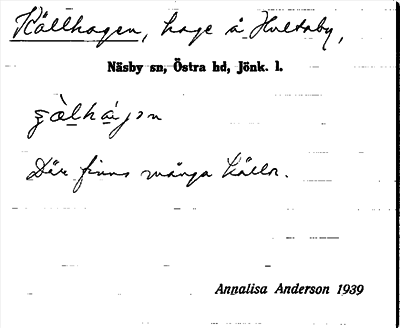 Källhagen, hage å Hultaby,
Näsby sn, Östra hd, Jönk. l.
Där finns många källor.
Annalisa Anderson 1939